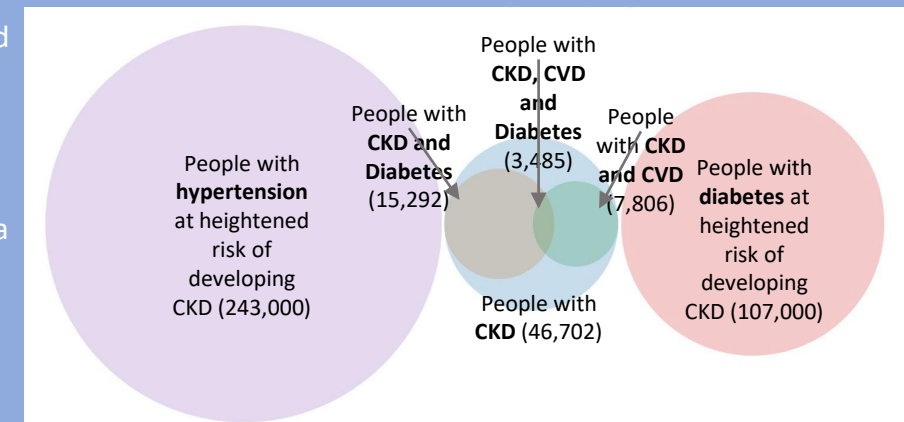 d
a
People with
hypertension
at heightened
risk of
developing
CKD (243,000)
People with
CKD and
Diabetes
(15,292)
People with
CKD, CVD
and
Diabetes
(3,485)
People
with CKD
and CVD
(7,806)
People with
CKD (46,702)
People with
diabetes at
heightened
risk of
developing
CKD (107,000)